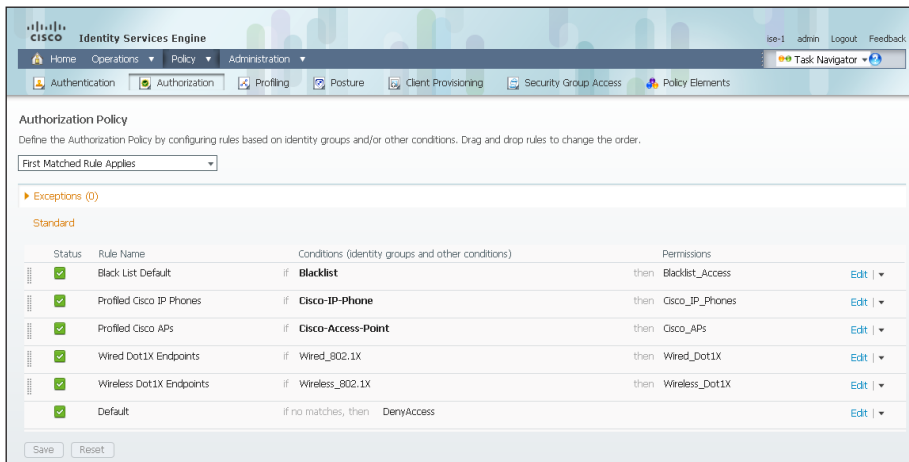 CISCO Identity Services Engine
ise-1 admin Logout Feedback
Home Operations Policy Administration
Task Navigator
Authentication Authorization Profiling Posture Client Provisioning Security Group Access Policy Elements
Authorization Policy
Define the Authorization Policy by configuring rules based on identity groups and/or other conditions. Drag and drop rules to change the order.
First Matched Rule Applies
Exceptions (0)
Standard
Status Rule Name Conditions (identity groups and other conditions) Permissions
Black List Default if Blacklist then Blacklist_Access Edit |
Profiled Cisco IP Phones if Cisco-IP-Phone then Cisco_IP_Phones Edit |
Profiled Cisco APs if Cisco-Access-Point then Cisco_APs Edit |
Wired Dot1X Endpoints if Wired_802.1X then Wired_Dot1X Edit |
Wireless Dot1X Endpoints if Wireless_802.1X then Wireless_Dot1X Edit |
Default if no matches, then DenyAccess Edit |
Save Reset